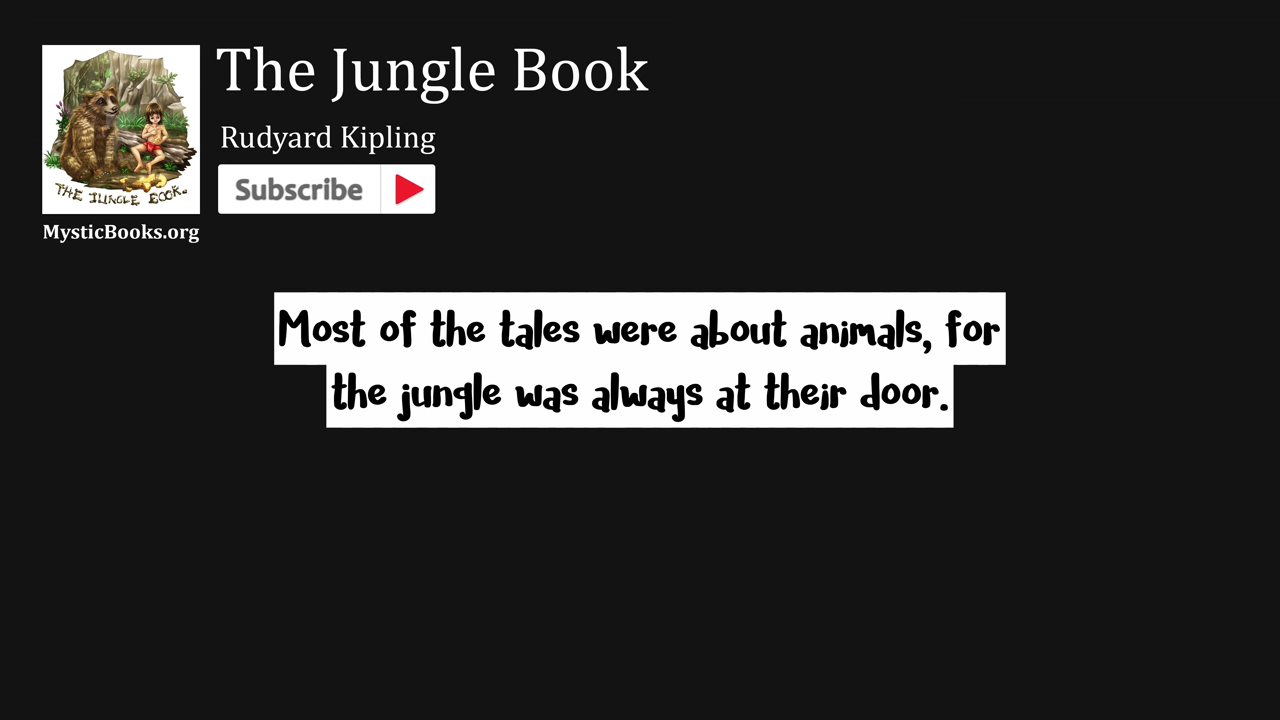 The Jungle Book
Rudyard Kipling
Subscribe
THE JUNGLE BOOK.
MysticBooks.org
Most of the tales were about animals, for
the jungle was always at their door.